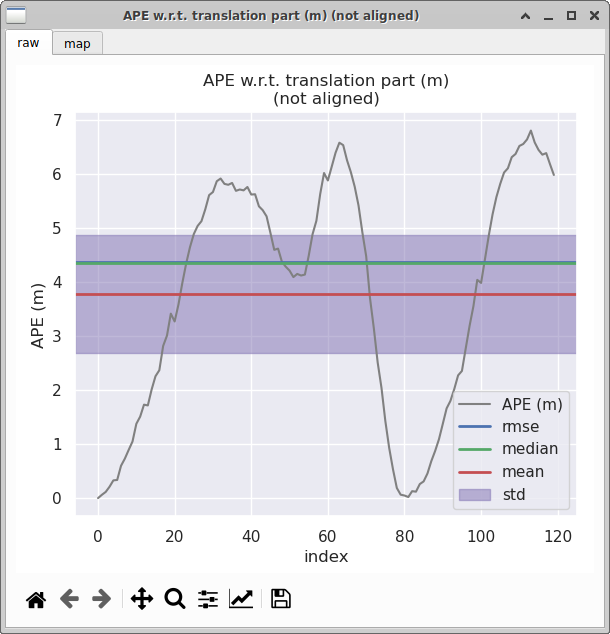 APE w.r.t. translation part (m) (not aligned)
raw
map
APE w.r.t. translation part (m)
(not aligned)
7
6
5
4
3
2
1
0
APE (m)
0
20
40
60
80
100
120
index
APE (m)
rmse
median
mean
std